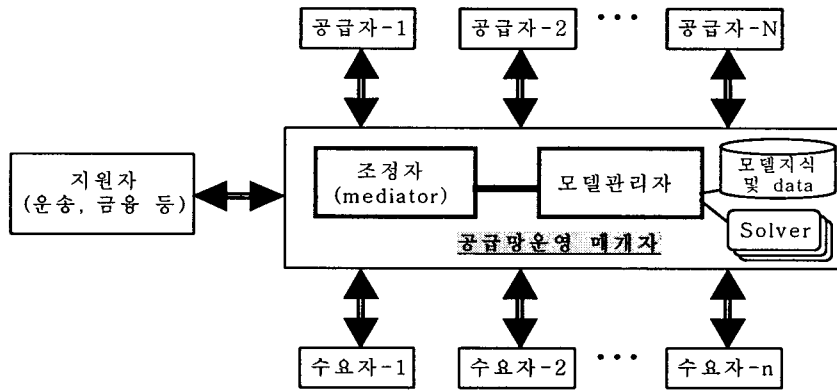 공급자-1
공급자-2
• • •
공급자-N
지원자
(운송, 금융 등)
조정자
(mediator)
모델관리자
모델지식
및 data
Solver
공급망운영 매개자
수요자-1
수요자-2
• • •
수요자-n